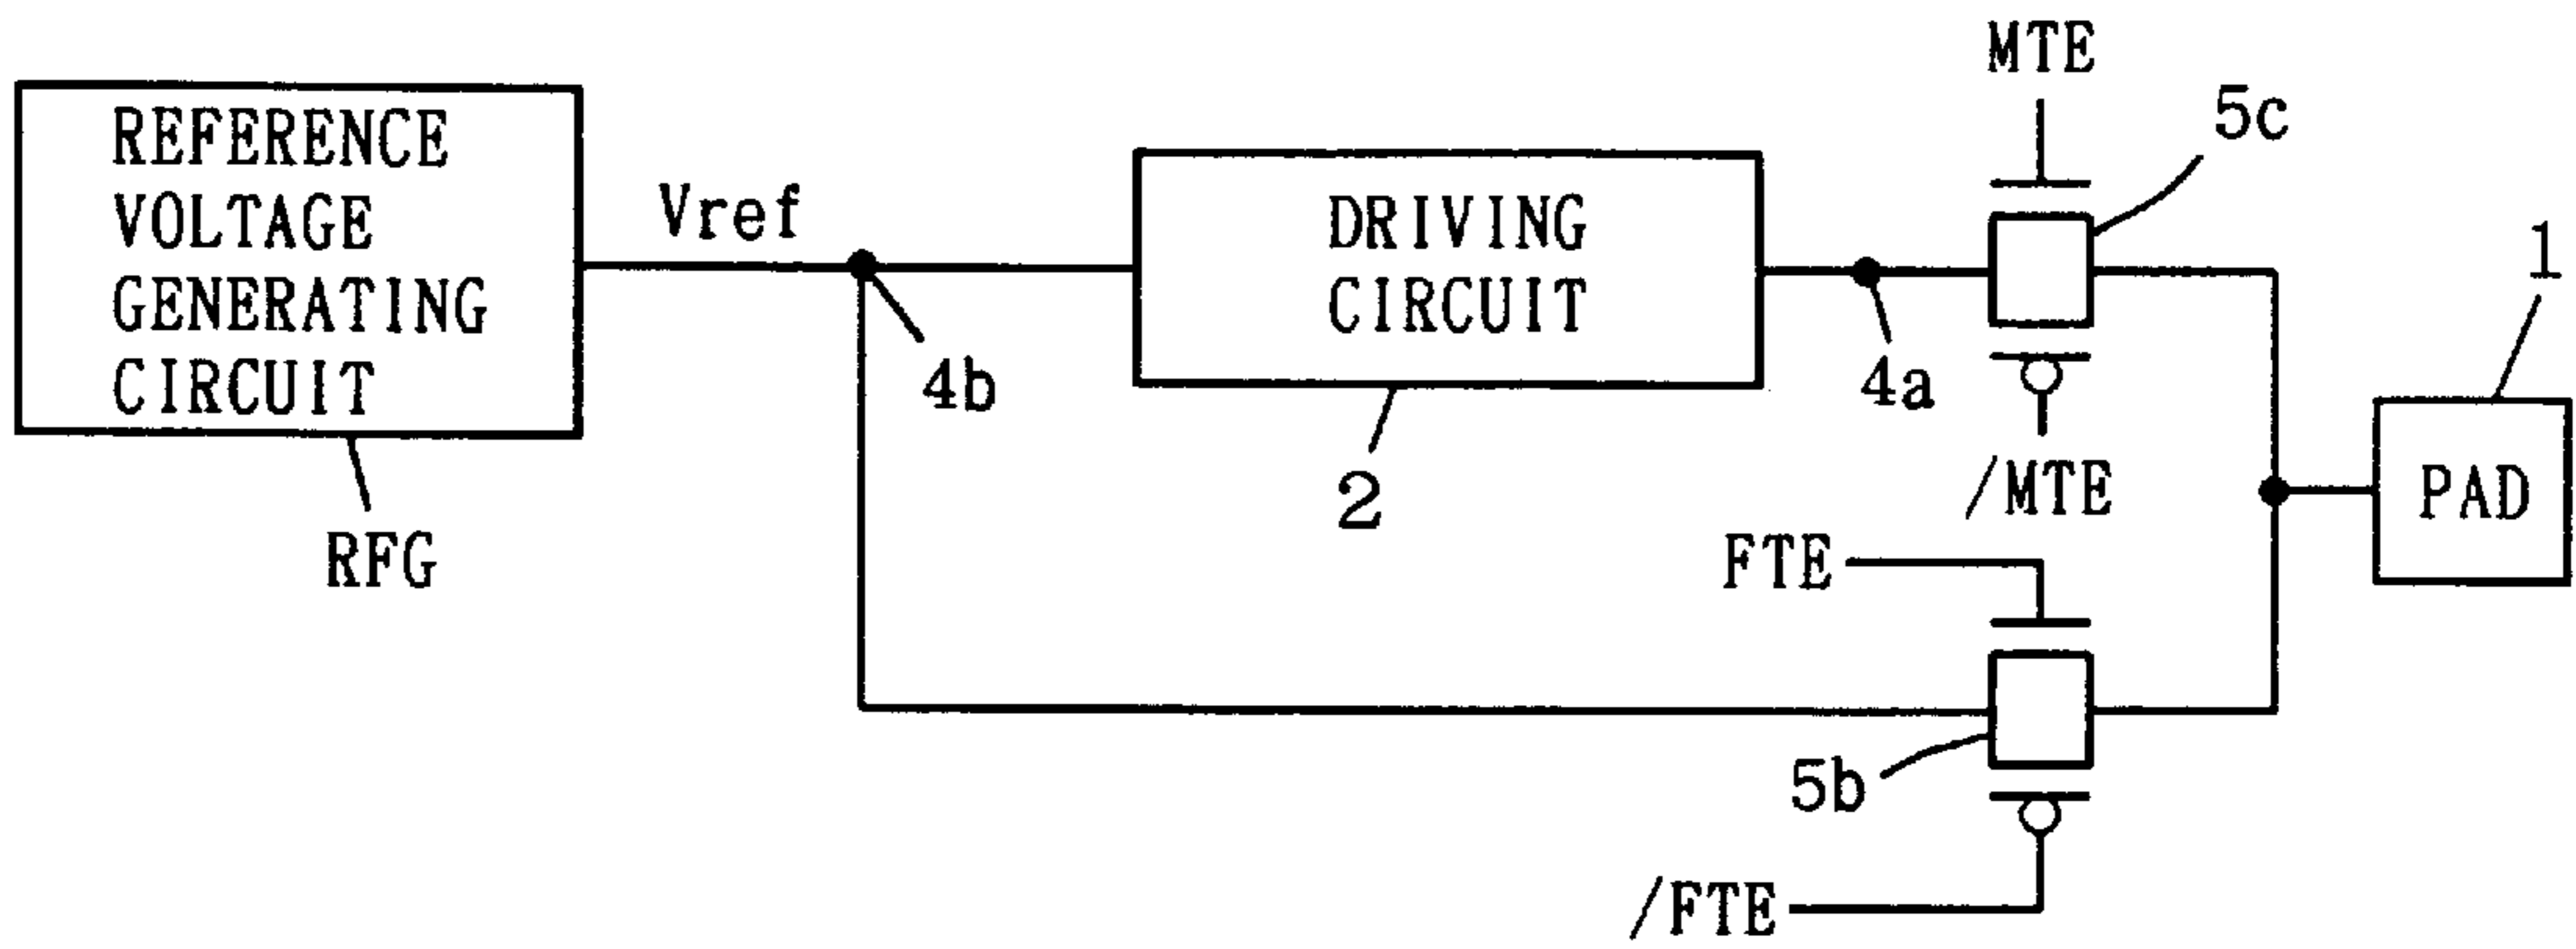 MTE
5c
REFERENCE
VOLTAGE
GENERATING
CIRCUIT
Vref
DRIVING
CIRCUIT
1
4b
4a
2
/MTE
PAD
RFG
FTE
5b
/FTE